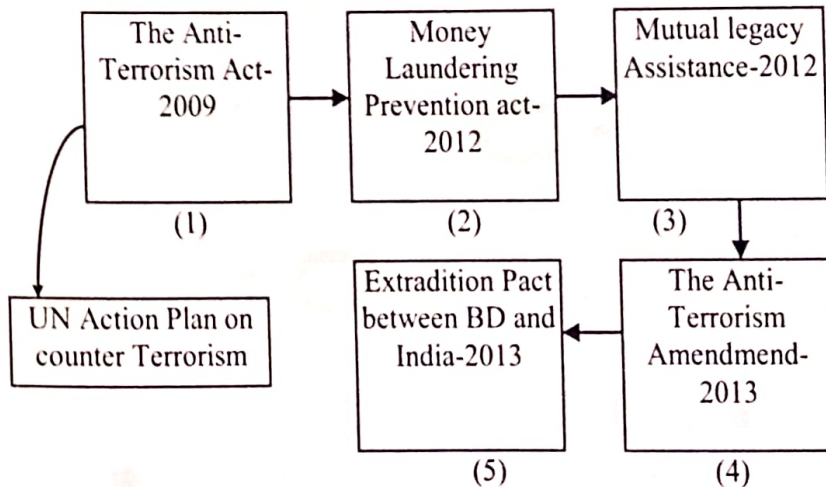 The Anti-
Terrorism Act-
2009
(1)
Money
Laundering
Prevention act-
2012
(2)
Mutual legacy
Assistance-2012
(3)
The Anti-
Terrorism
Amendmend-
2013
(4)
Extradition Pact
between BD and
India-2013
(5)
UN Action Plan on
counter Terrorism